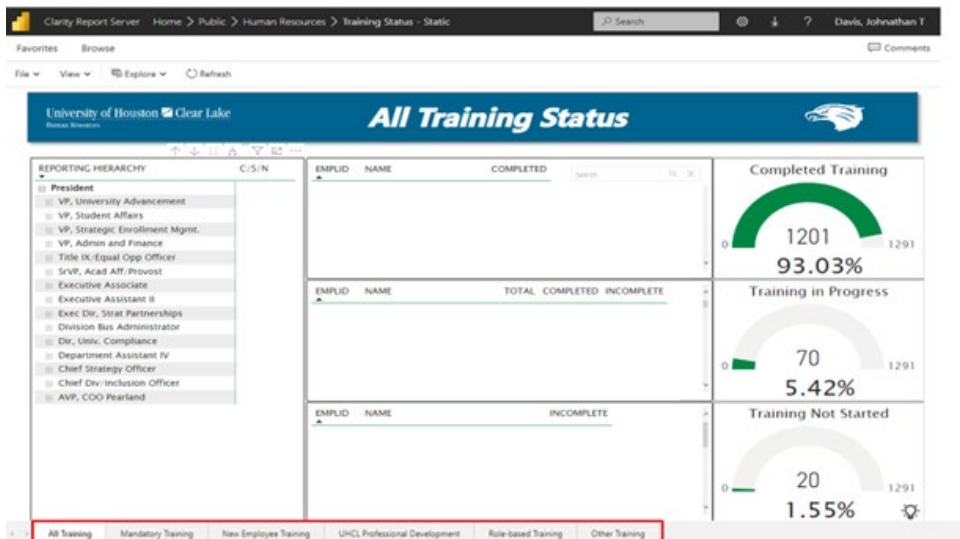 Clarity Report Server Home > Public > Human Resources > Training Status - Static Search ? Davis, Johnathan T
Favorites Browse Comments
File View Explore Refresh
University of Houston Clear Lake
Human Resources
All Training Status
REPORTING HIERARCHY C/S/N
President
VP, University Advancement
VP, Student Affairs
VP, Strategic Enrollment Mgmt.
VP, Admin and Finance
Title IX/Equal Opp Officer
SrVP, Acad Aff/Provost
Executive Associate
Executive Assistant II
Exec Dir, Strat Partnerships
Division Bus Administrator
Dir, Univ. Compliance
Department Assistant IV
Chief Strategy Officer
Chief Div/Inclusion Officer
AVP, COO Pearland
EMPLID NAME COMPLETED Search
EMPLID NAME TOTAL COMPLETED INCOMPLETE
EMPLID NAME INCOMPLETE
Completed Training
1201
0 1291
93.03%
Training in Progress
70
0 1291
5.42%
Training Not Started
20
0 1291
1.55%
All Training Mandatory Training New Employee Training UHCL Professional Development Role-based Training Other Training